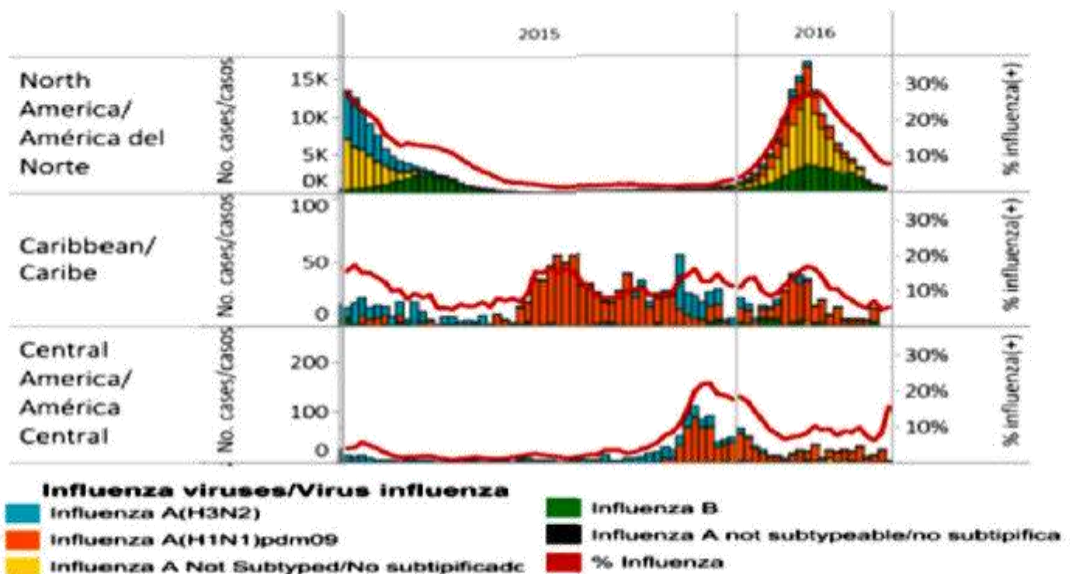 2015 2016
North
America/
América del
Norte
No. cases/casos
15K
10K
5K
0K
30%
20%
10%
% influenza(+)
Caribbean/
Caribe
No. cases/casos
100
50
0
30%
20%
10%
% influenza(+)
Central
America/
América
Central
No. cases/casos
200
100
0
30%
20%
10%
% influenza(+)
Influenza viruses/Virus influenza
Influenza A(H3N2)
Influenza A(H1N1)pdm09
Influenza A Not Subtyped/No subtipificadc
Influenza B
Influenza A not subtypeable/no subtipifica
% Influenza